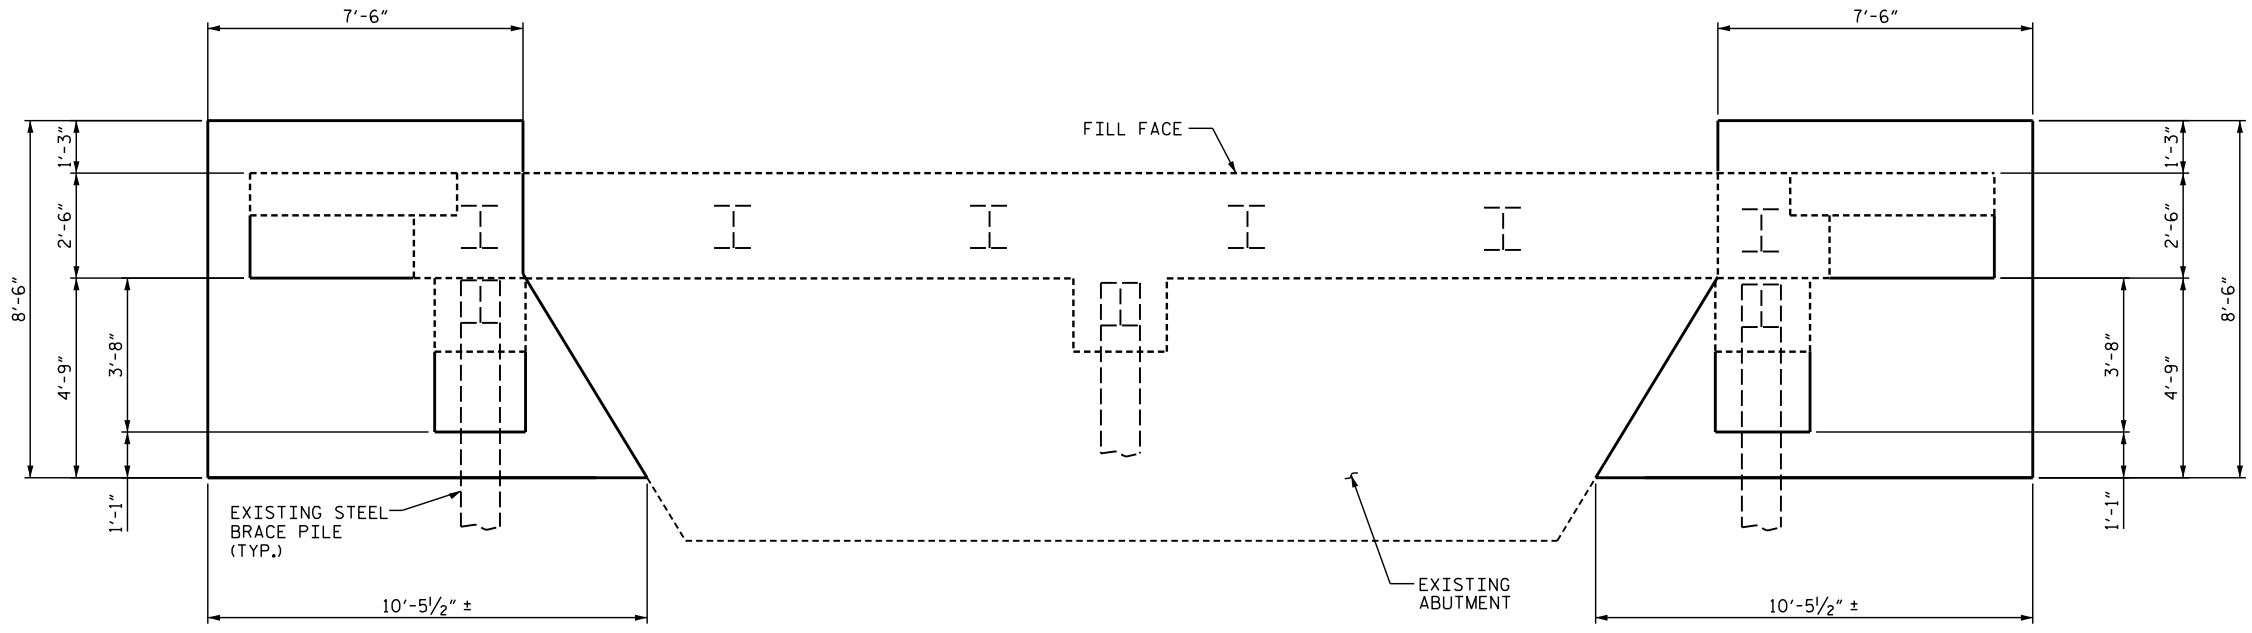 7'-6"
7'-6"
FILL FACE
1'-3"
1'-3"
2'-6"
2'-6"
8'-6"
8'-6"
4'-9"
3'-8"
3'-8"
4'-9"
1'-1"
1'-1"
EXISTING STEEL
BRACE PILE
(TYP.)
EXISTING
ABUTMENT
10'-5½" ±
10'-5½" ±